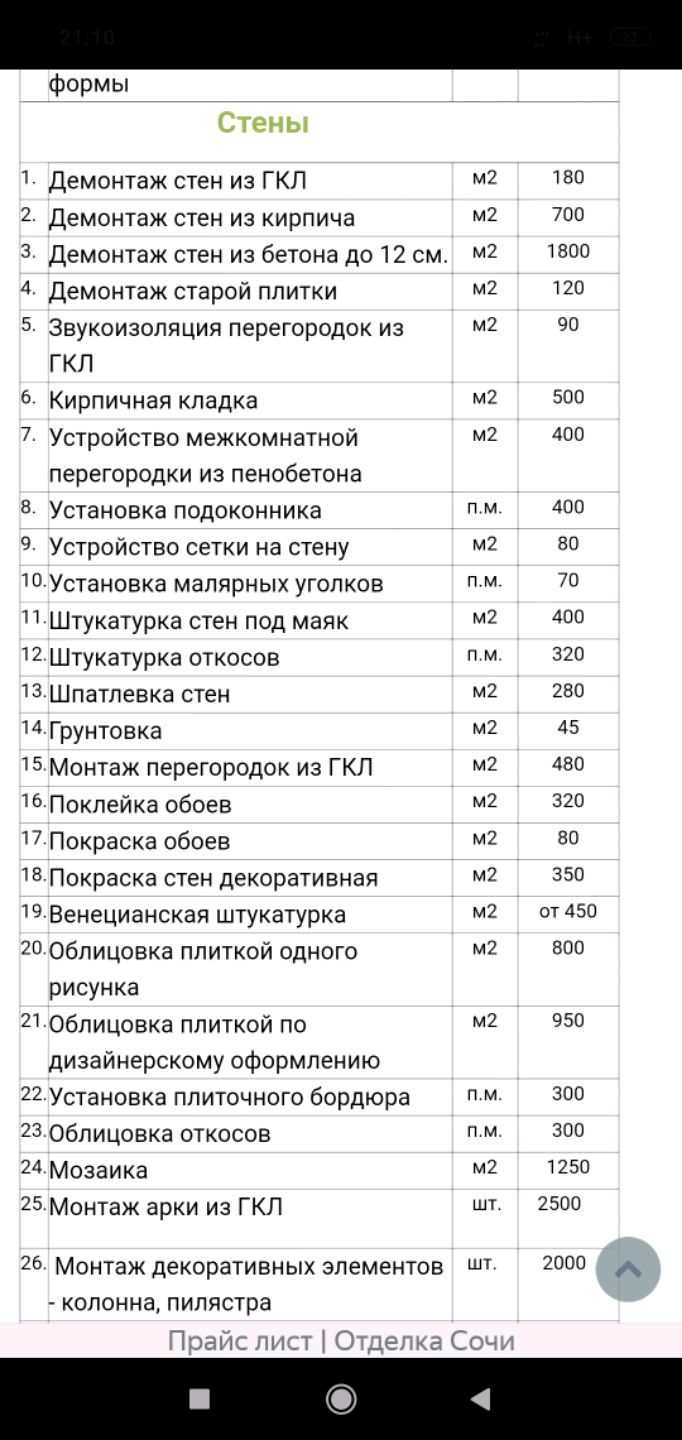 21:10
H+
23
формы
Стены
1. Демонтаж стен из ГКЛ м2 180
2. Демонтаж стен из кирпича м2 700
3. Демонтаж стен из бетона до 12 см. м2 1800
4. Демонтаж старой плитки м2 120
5. Звукоизоляция перегородок из м2 90
ГКЛ
6. Кирпичная кладка м2 500
7. Устройство межкомнатной м2 400
перегородки из пенобетона
8. Установка подоконника п.м. 400
9. Устройство сетки на стену м2 80
10. Установка малярных уголков п.м. 70
11. Штукатурка стен под маяк м2 400
12. Штукатурка откосов п.м. 320
13. Шпатлевка стен м2 280
14. Грунтовка м2 45
15. Монтаж перегородок из ГКЛ м2 480
16. Поклейка обоев м2 320
17. Покраска обоев м2 80
18. Покраска стен декоративная м2 350
19. Венецианская штукатурка м2 от 450
20. Облицовка плиткой одного м2 800
рисунка
21. Облицовка плиткой по м2 950
дизайнерскому оформлению
22. Установка плиточного бордюра п.м. 300
23. Облицовка откосов п.м. 300
24. Мозаика м2 1250
25. Монтаж арки из ГКЛ шт. 2500
26. Монтаж декоративных элементов шт. 2000
- колонна, пилястра
Прайс лист | Отделка Сочи